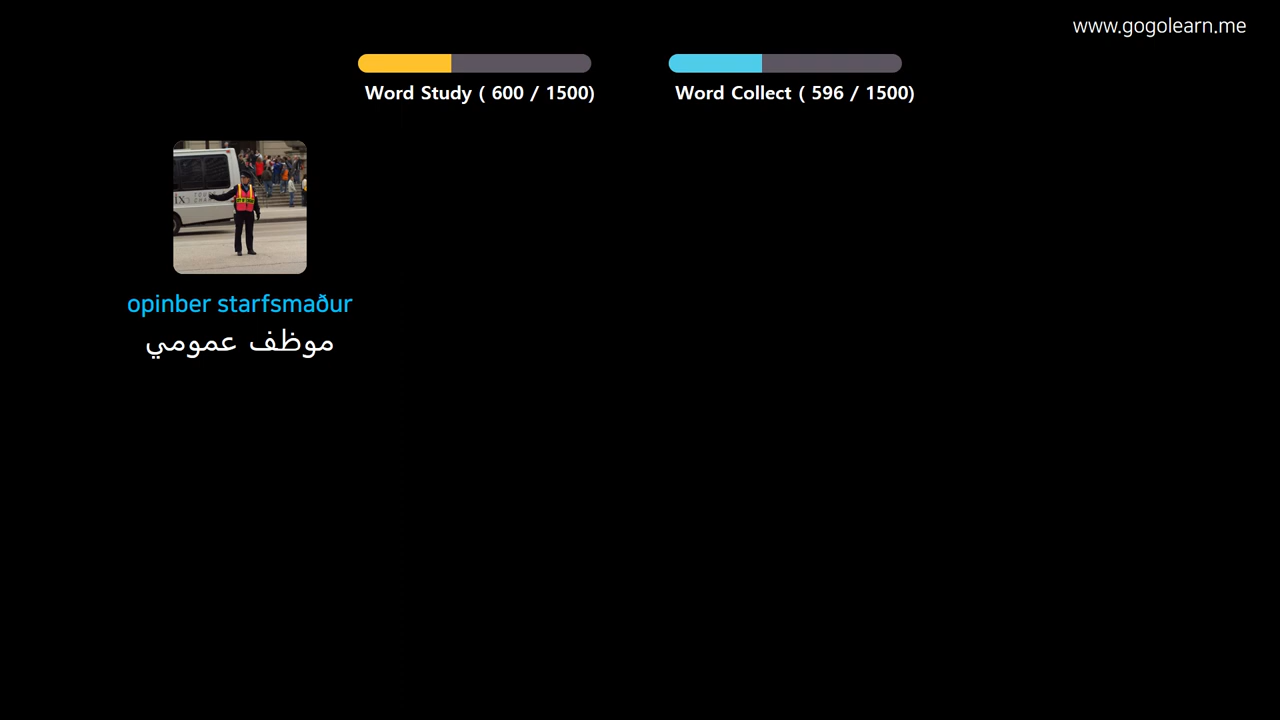 www.gogolearn.me
Word Study ( 600 / 1500)
Word Collect ( 596 / 1500)
opinber starfsmaður
موظف عمومي